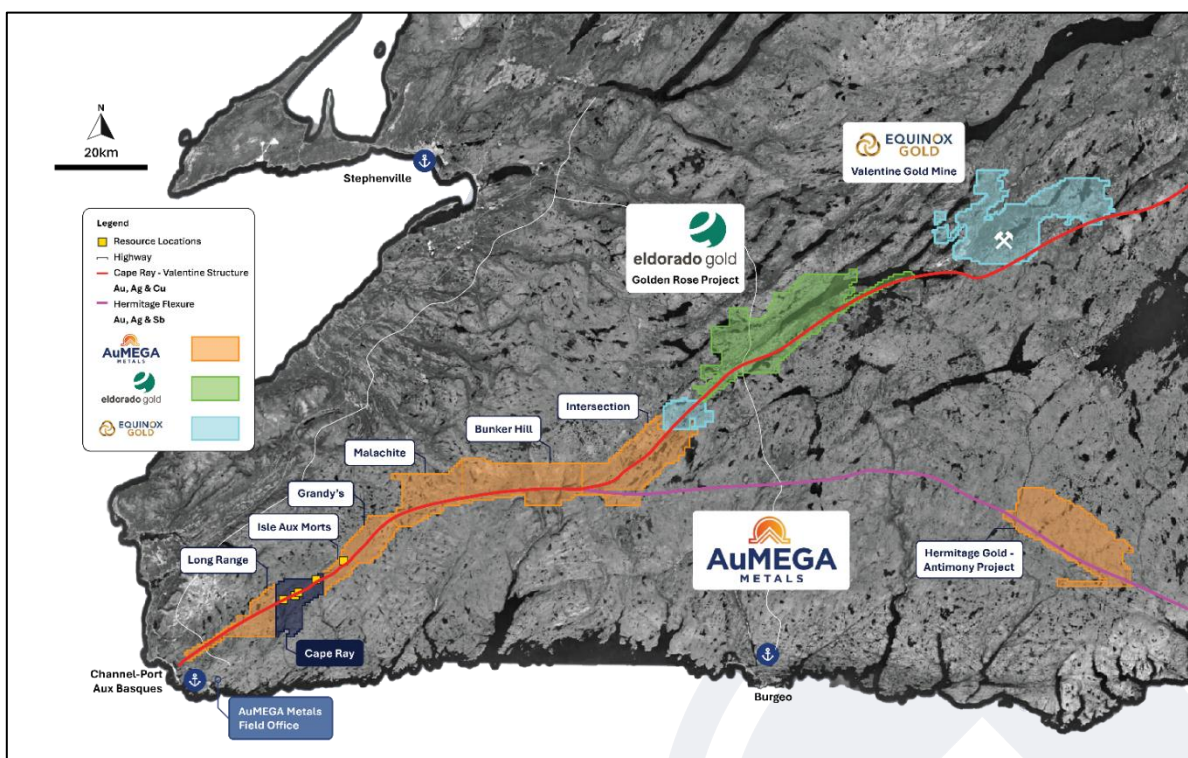 N
20km
Stephenville
EQUINOX
GOLD
Valentine Gold Mine
eldorado gold
Golden Rose Project
Legend
Resource Locations
Highway
Cape Ray - Valentine Structure
Au, Ag & Cu
Hermitage Flexure
Au, Ag & Sb
AuMEGA
METALS
eldorado gold
EQUINOX
GOLD
Intersection
Bunker Hill
Malachite
Grandy's
Isle Aux Morts
Long Range
Cape Ray
AuMEGA
METALS
Hermitage Gold -
Antimony Project
Channel-Port
Aux Basques
AuMEGA Metals
Field Office
Burgeo